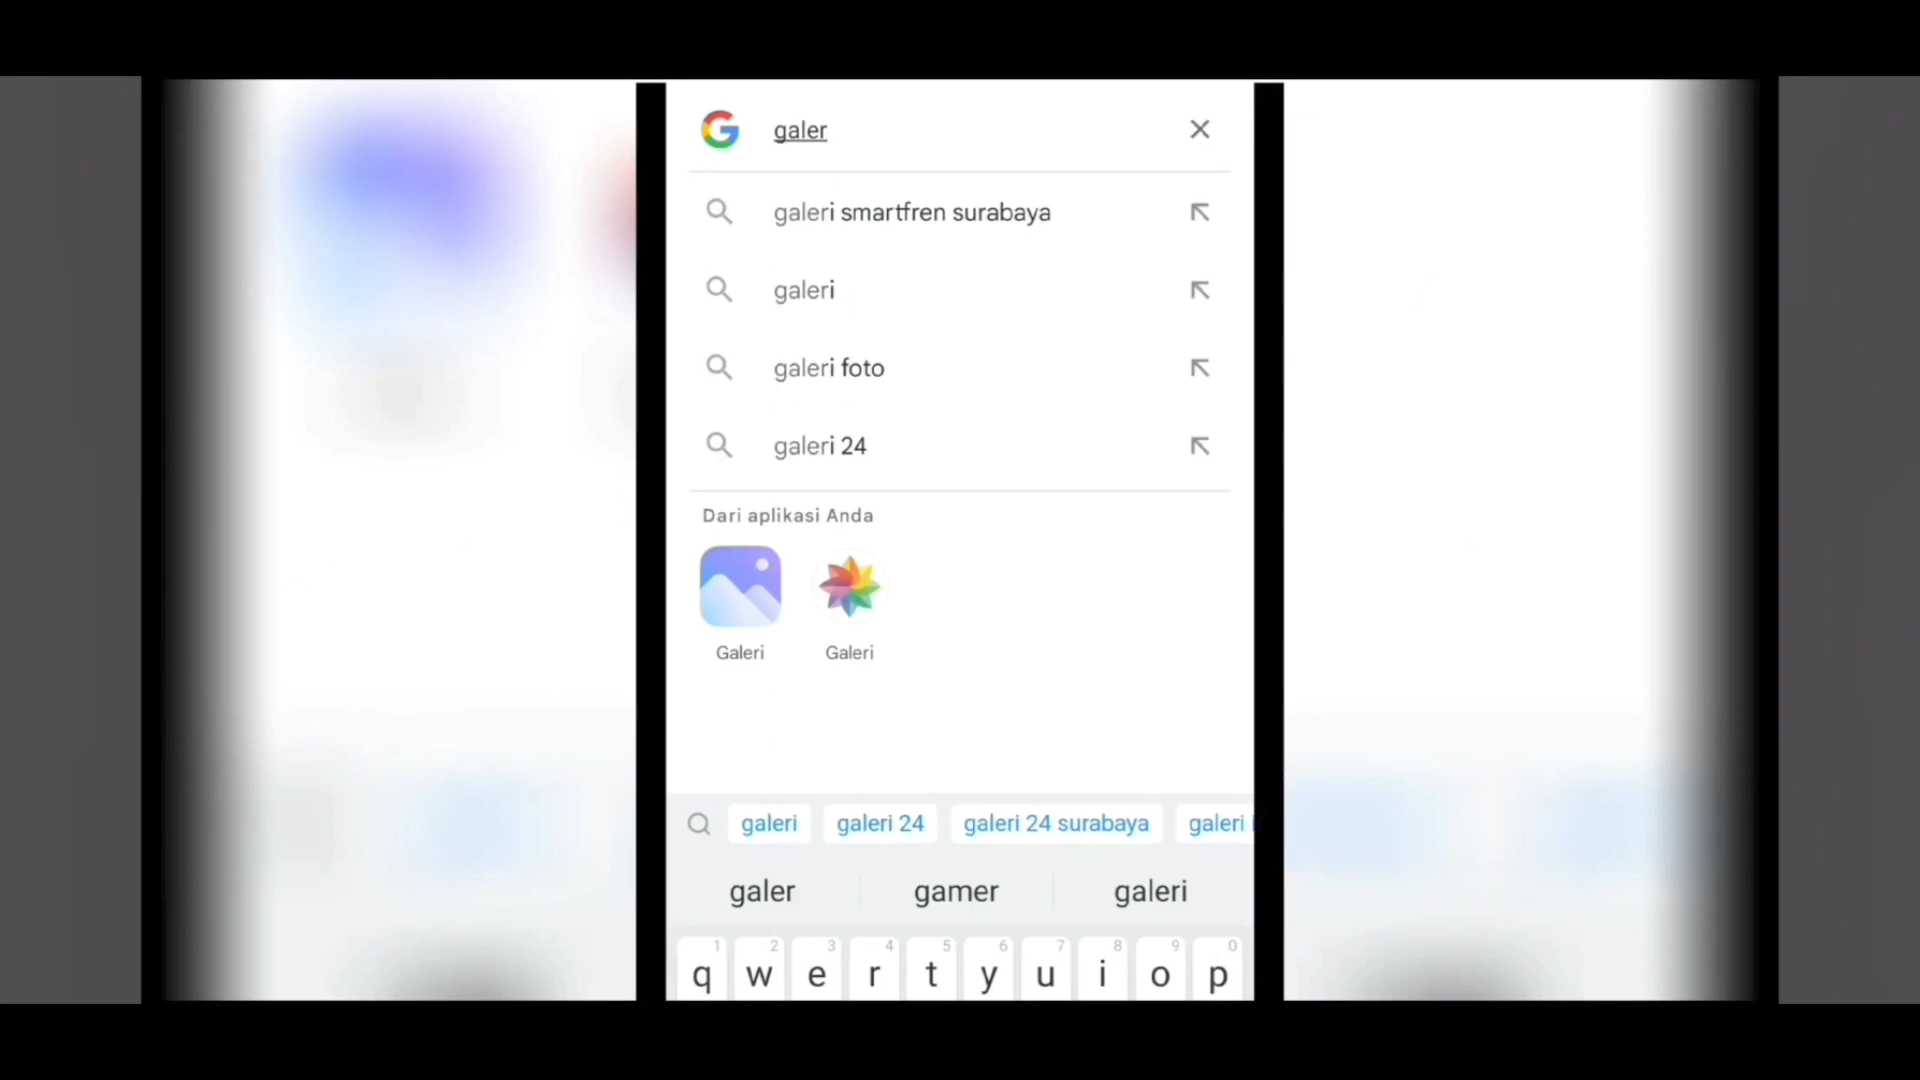 galer
galeri smartfren surabaya
galeri
galeri foto
galeri 24
Dari aplikasi Anda
Galeri Galeri
galeri galeri 24 galeri 24 surabaya galeri
galer gamer galeri
1 2 3 4 5 6 7 8 9 0
q w e r t y u i o p